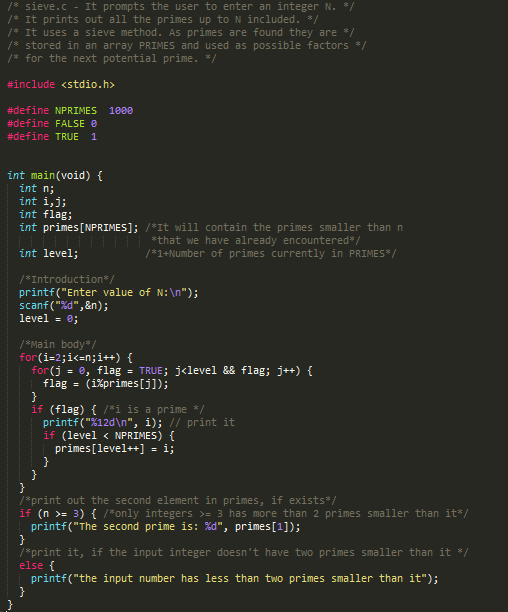 /* sieve.c - It prompts the user to enter an integer N. */
/* It prints out all the primes up to N included. */
/* It uses a sieve method. As primes are found they are */
/* stored in an array PRIMES and used as possible factors */
/* for the next potential prime. */
#include <stdio.h>
#define NPRIMES  1000
#define FALSE 0
#define TRUE  1
int main(void) {
  int n;
  int i,j;
  int flag;
  int primes[NPRIMES]; /*It will contain the primes smaller than n
                        *that we have already encountered*/
  int level;           /*1+Number of primes currently in PRIMES*/
  /*Introduction*/
  printf("Enter value of N:\n");
  scanf("%d",&n);
  level = 0;
  /*Main body*/
  for(i=2;i<=n;i++) {
    for(j = 0, flag = TRUE; j<level && flag; j++) {
      flag = (i%primes[j]);
    }
    if (flag) { /*i is a prime */
      printf("%12d\n", i); // print it
      if (level < NPRIMES) {
        primes[level++] = i;
      }
    }
  }
  /*print out the second element in primes, if exists*/
  if (n >= 3) { /*only integers >= 3 has more than 2 primes smaller than it*/
    printf("The second prime is: %d", primes[1]);
  }
  /*print it, if the input integer doesn't have two primes smaller than it */
  else {
    printf("the input number has less than two primes smaller than it");
  }
}